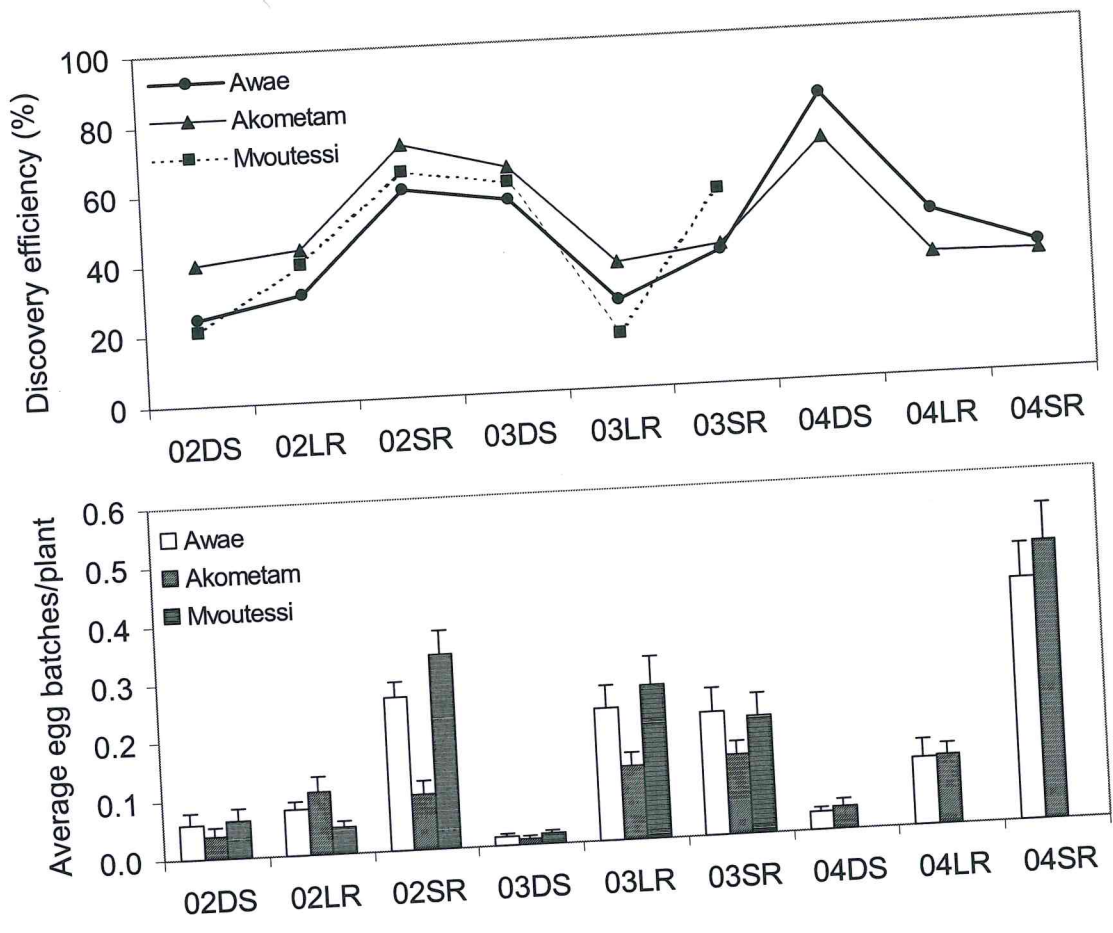 Discovery efficiency (%)
100
80
60
40
20
0
Awae
Akometam
Mvoutessi
02DS 02LR 02SR 03DS 03LR 03SR 04DS 04LR 04SR
Average egg batches/plant
0.6
0.5
0.4
0.3
0.2
0.1
0.0
Awae
Akometam
Mvoutessi
02DS 02LR 02SR 03DS 03LR 03SR 04DS 04LR 04SR